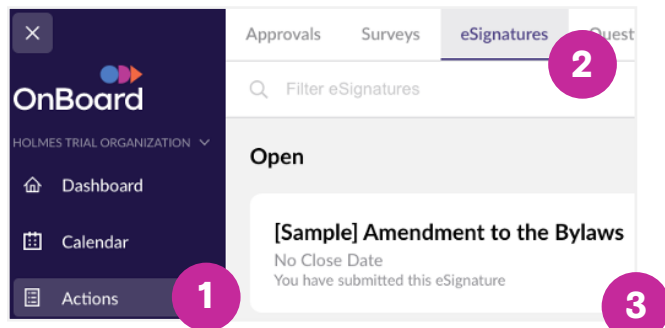 OnBoard
HOLMES TRIAL ORGANIZATION
Dashboard
Calendar
Actions
1
Approvals Surveys eSignatures Quest
2
Filter eSignatures
Open
[Sample] Amendment to the Bylaws
No Close Date
You have submitted this eSignature
3